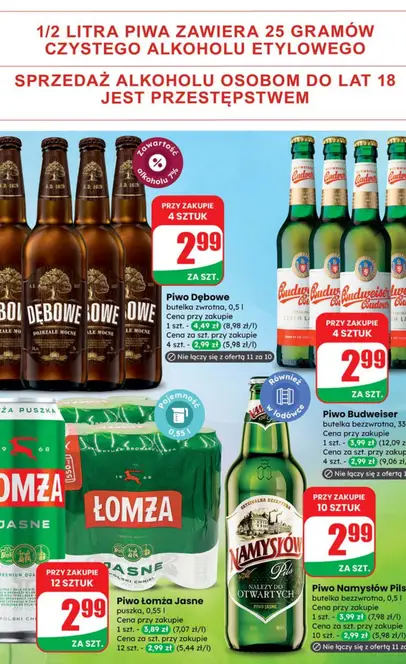 1/2 LITRA PIWA ZAWIERA 25 GRAMÓW
CZYSTEGO ALKOHOLU ETYLOWEGO
SPRZEDAŻ ALKOHOLU OSOBOM DO LAT 18
JEST PRZESTĘPSTWEM
Zawartość
%
alkoholu 7%
PRZY ZAKUPIE
4 SZTUK
2.99
ZA SZT.
DĘBOWE
DOJRZALE MOCNE
Piwo Dębowe
butelka zwrotna, 0,5 l
Cena przy zakupie
1 szt. - 4,49 zł (8,98 zł/l)
Cena za szt. przy zakupie
4 szt. - 2,99 zł (5,98 zł/l)
Nie łączy się z ofertą 11 za 10
Budweiser
PRZY ZAKUPIE
4 SZTUK
2.99
ZA SZT.
Piwo Budweiser
butelka bezzwrotna, 33
Cena przy zakupie
1 szt. - 3,99 zł (12,09 z
Cena za szt. przy zakup
4 szt. - 2,99 zł (9,06 zł
Nie łączy się z ofertą
Pojemność
0,55 l
ŁOMŻA
JASNE
PRZY ZAKUPIE
12 SZTUK
2.99
ZA SZT.
Piwo Łomża Jasne
puszka, 0,55 l
Cena przy zakupie
1 szt. - 3,89 zł (7,07 zł/l)
Cena za szt. przy zakupie
12 szt. - 2,99 zł (5,44 zł/l)
Również
w lodówce
NAMYSŁÓW
Pils
NALEŻY DO
OTWARTYCH
PIWO JASNE
PRZY ZAKUPIE
10 SZTUK
2.99
ZA SZT.
Piwo Namysłów Pils
butelka bezzwrotna, 0,5 l
Cena przy zakupie
1 szt. - 3,99 zł (7,98 zł/l)
Cena za szt. przy zakupie
10 szt. - 2,99 zł (5,98 zł/l)
Nie łączy się z ofertą 11 za